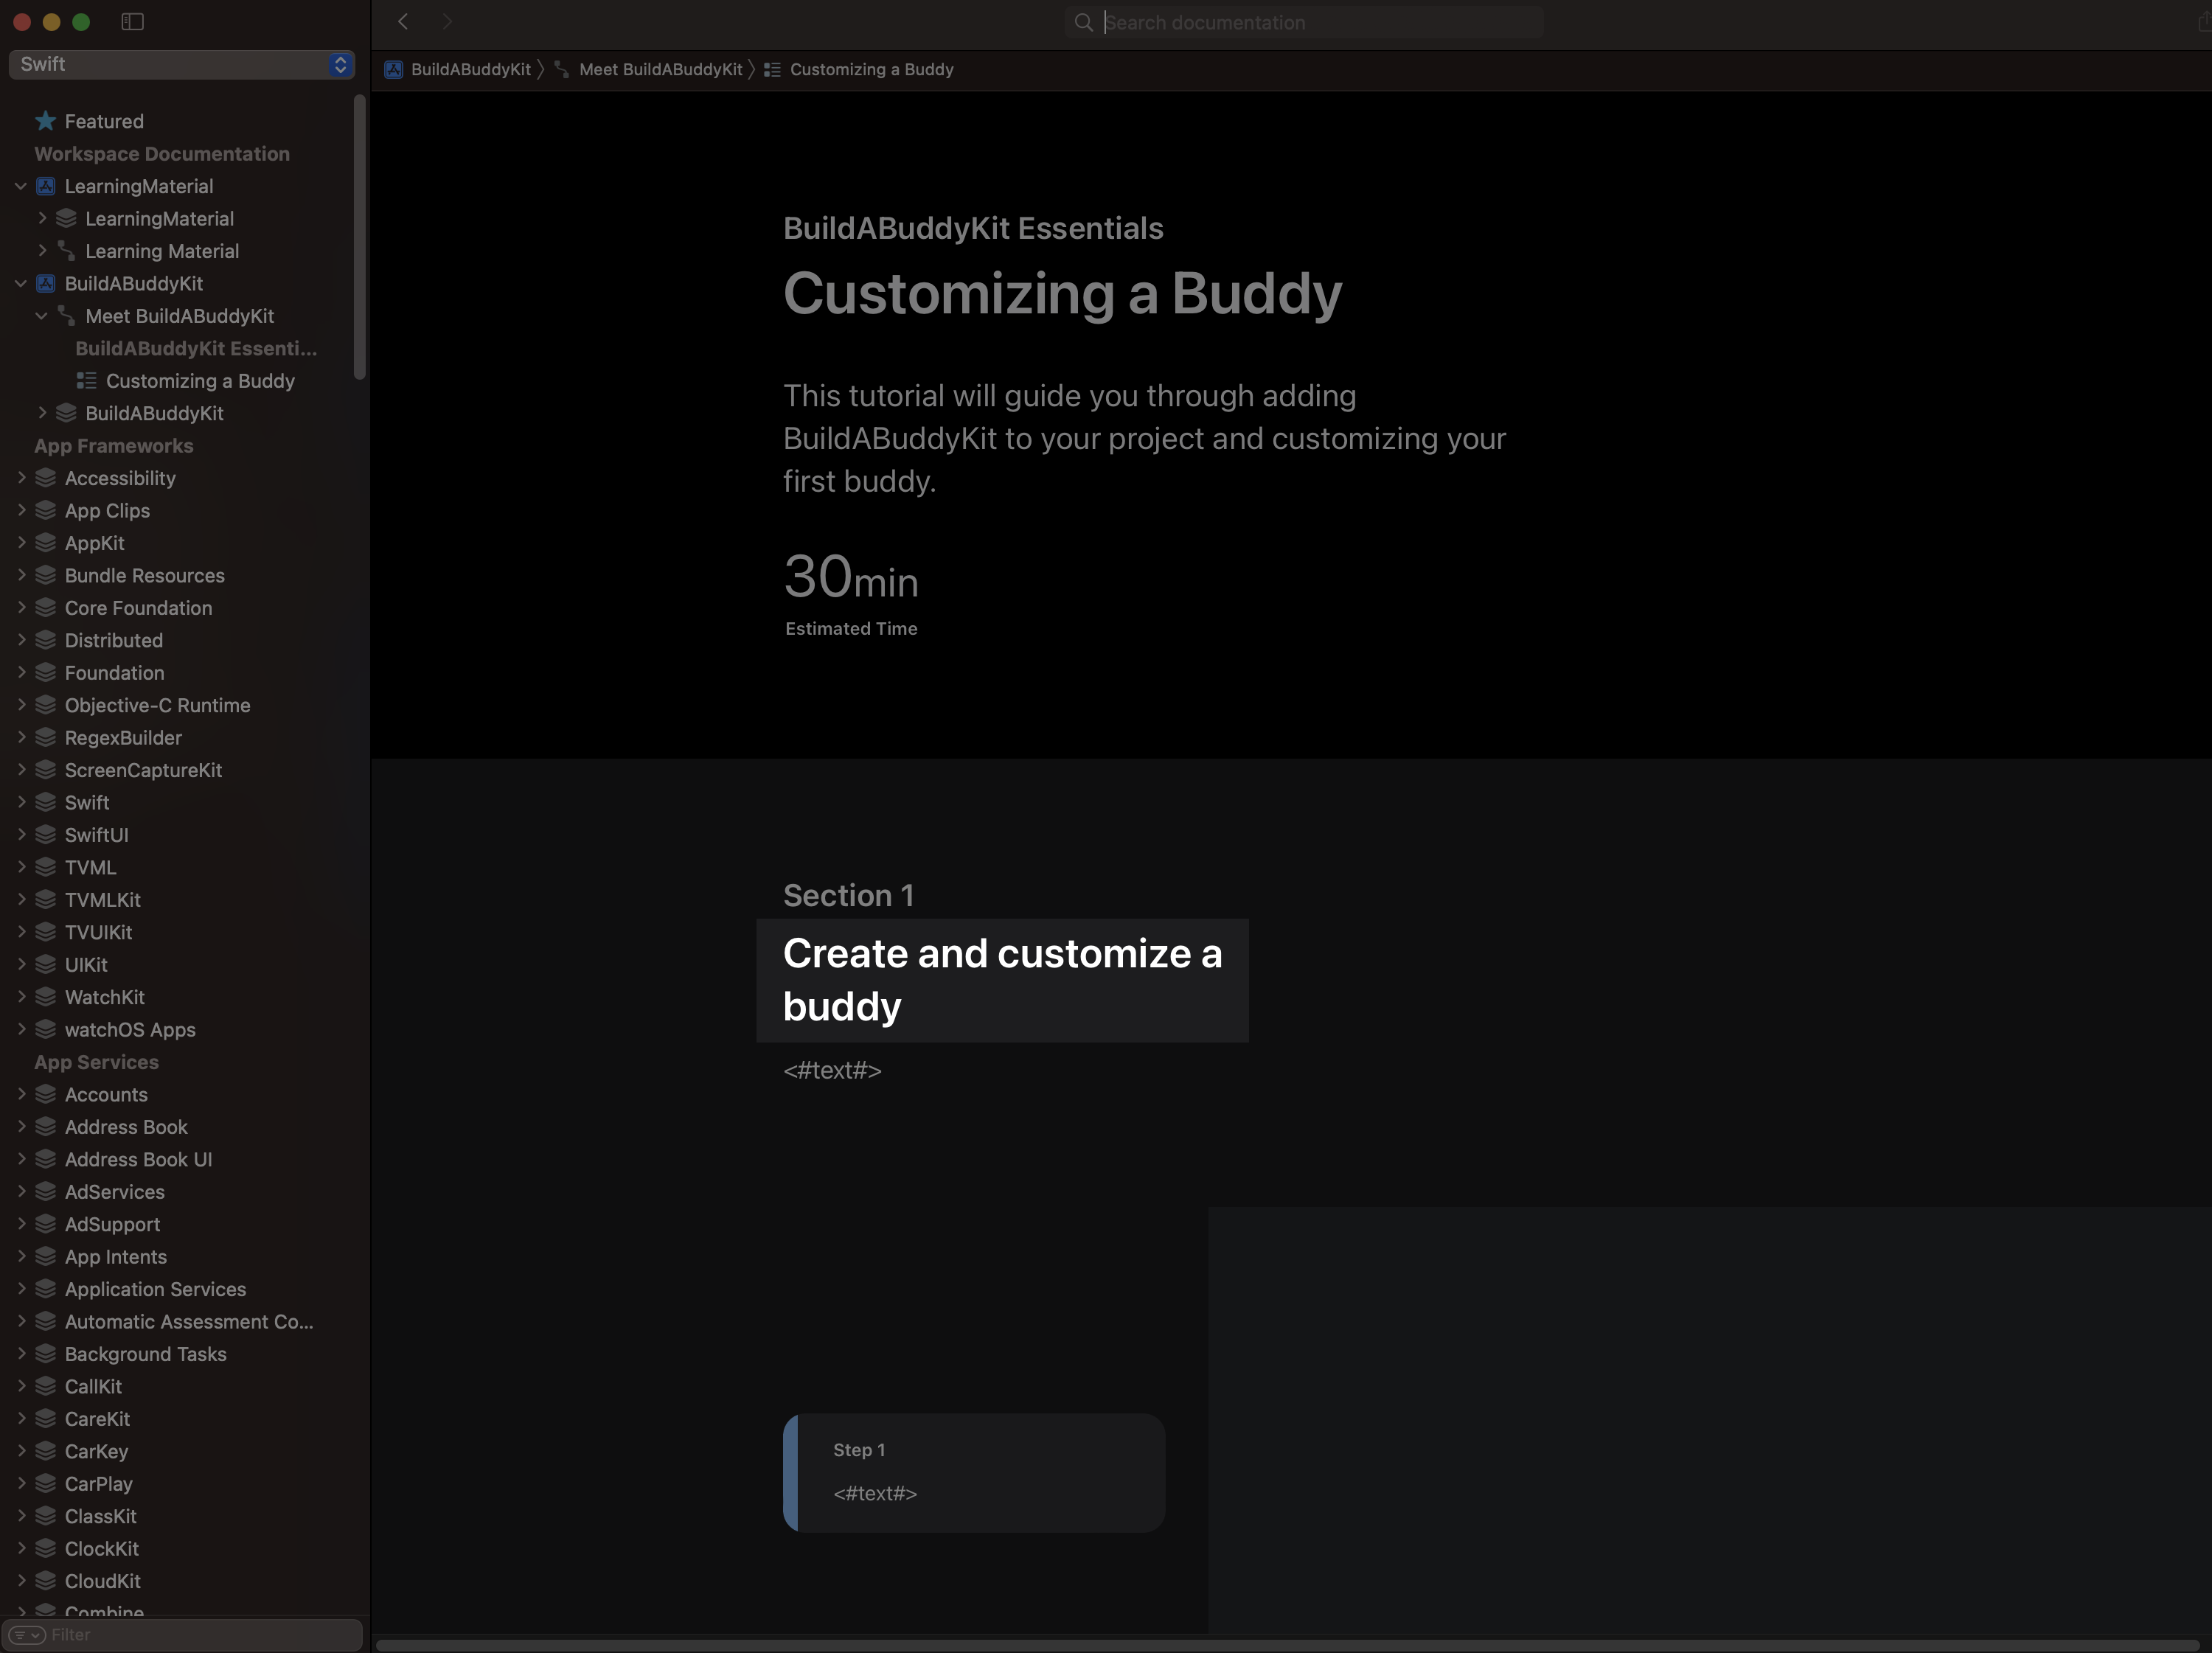 Swift
Search documentation
BuildABuddyKit
Meet BuildABuddyKit
Customizing a Buddy
Featured
Workspace Documentation
LearningMaterial
LearningMaterial
Learning Material
BuildABuddyKit
Meet BuildABuddyKit
BuildABuddyKit Essenti...
Customizing a Buddy
BuildABuddyKit
App Frameworks
Accessibility
App Clips
AppKit
Bundle Resources
Core Foundation
Distributed
Foundation
Objective-C Runtime
RegexBuilder
ScreenCaptureKit
Swift
SwiftUI
TVML
TVMLKit
TVUIKit
UIKit
WatchKit
watchOS Apps
App Services
Accounts
Address Book
Address Book UI
AdServices
AdSupport
App Intents
Application Services
Automatic Assessment Co...
Background Tasks
CallKit
CareKit
CarKey
CarPlay
ClassKit
ClockKit
CloudKit
Combine
Filter
BuildABuddyKit Essentials
Customizing a Buddy
This tutorial will guide you through adding
BuildABuddyKit to your project and customizing your
first buddy.
30min
Estimated Time
Section 1
Create and customize a
buddy
<#text#>
Step 1
<#text#>